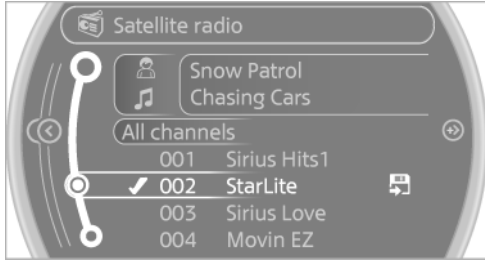 Satellite radio
Snow Patrol
Chasing Cars
All channels
001 Sirius Hits1
002 StarLite
003 Sirius Love
004 Movin EZ